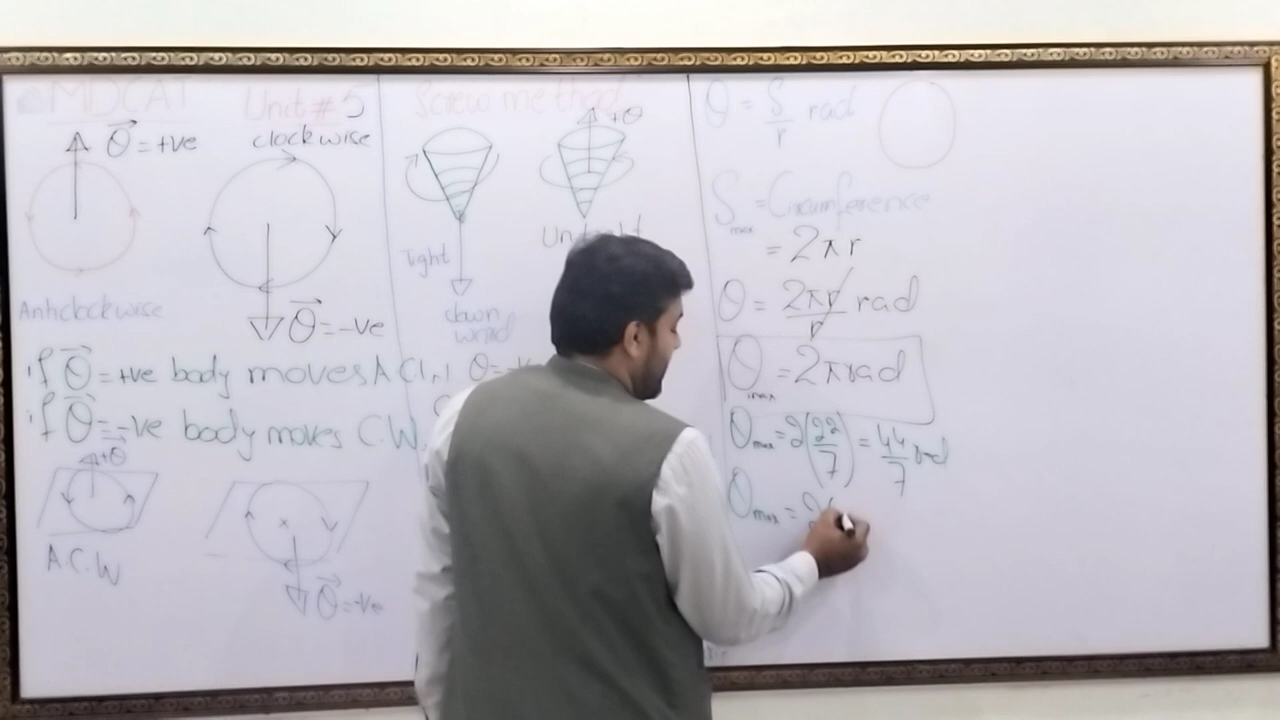 MDCAT Unit # 5
θ⃗ = +ve
clockwise
Anticlockwise
θ⃗ = -ve
if θ⃗ = +ve body moves A.C.W
if θ⃗ = -ve body moves C.W
+θ
A.C.W
θ⃗ = -ve
Screw method
+θ
Tight
down
ward
θ = S/r rad
S max = Circumference
= 2πr
θ = 2πr/r rad
θ max = 2π rad
θ max = 2(22/7) = 44/7 rad
θ max = 2(